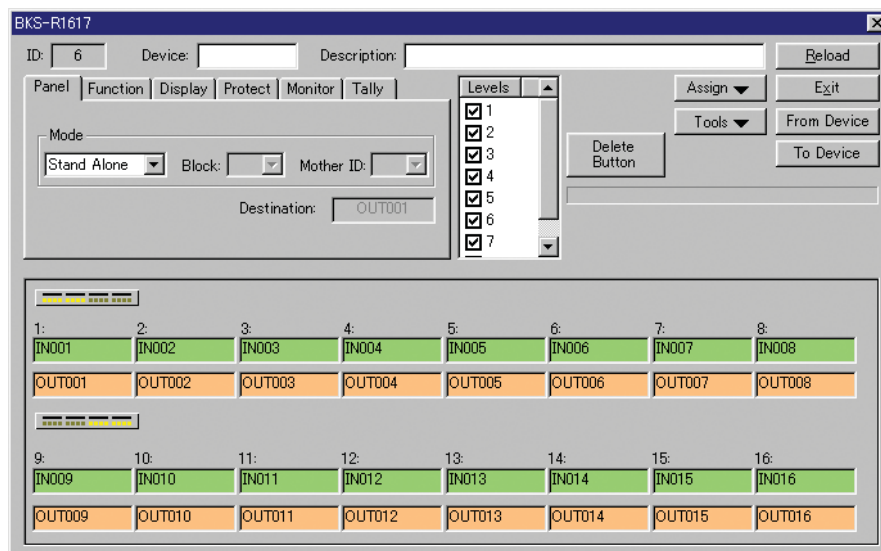 BKS-R1617
ID: 6 Device: Description: Reload
Panel Function Display Protect Monitor Tally
Levels
Assign
Exit
Mode
Stand Alone Block: Mother ID:
Destination: OUT001
1
2
3
4
5
6
7
Delete
Button
Tools
From Device
To Device
1: 2: 3: 4: 5: 6: 7: 8:
IN001 IN002 IN003 IN004 IN005 IN006 IN007 IN008
OUT001 OUT002 OUT003 OUT004 OUT005 OUT006 OUT007 OUT008
9: 10: 11: 12: 13: 14: 15: 16:
IN009 IN010 IN011 IN012 IN013 IN014 IN015 IN016
OUT009 OUT010 OUT011 OUT012 OUT013 OUT014 OUT015 OUT016